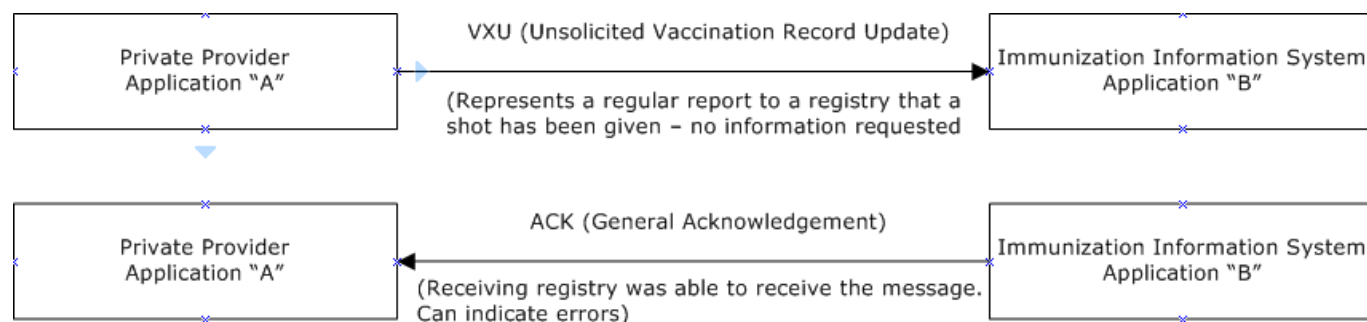 VXU (Unsolicited Vaccination Record Update)
Private Provider
Application “A”
Immunization Information System
Application “B”
(Represents a regular report to a registry that a
shot has been given – no information requested
ACK (General Acknowledgement)
Private Provider
Application “A”
Immunization Information System
Application “B”
(Receiving registry was able to receive the message.
Can indicate errors)